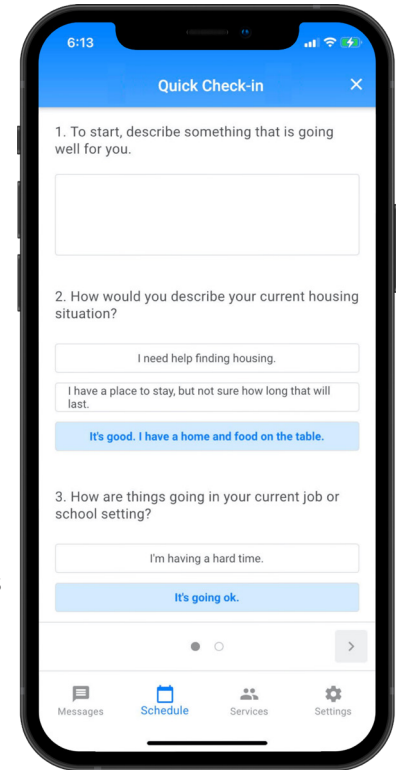 6:13
Quick Check-in
1. To start, describe something that is going
well for you.
2. How would you describe your current housing
situation?
I need help finding housing.
I have a place to stay, but not sure how long that will
last.
It's good. I have a home and food on the table.
3. How are things going in your current job or
school setting?
I'm having a hard time.
It's going ok.
Messages
Schedule
Services
Settings